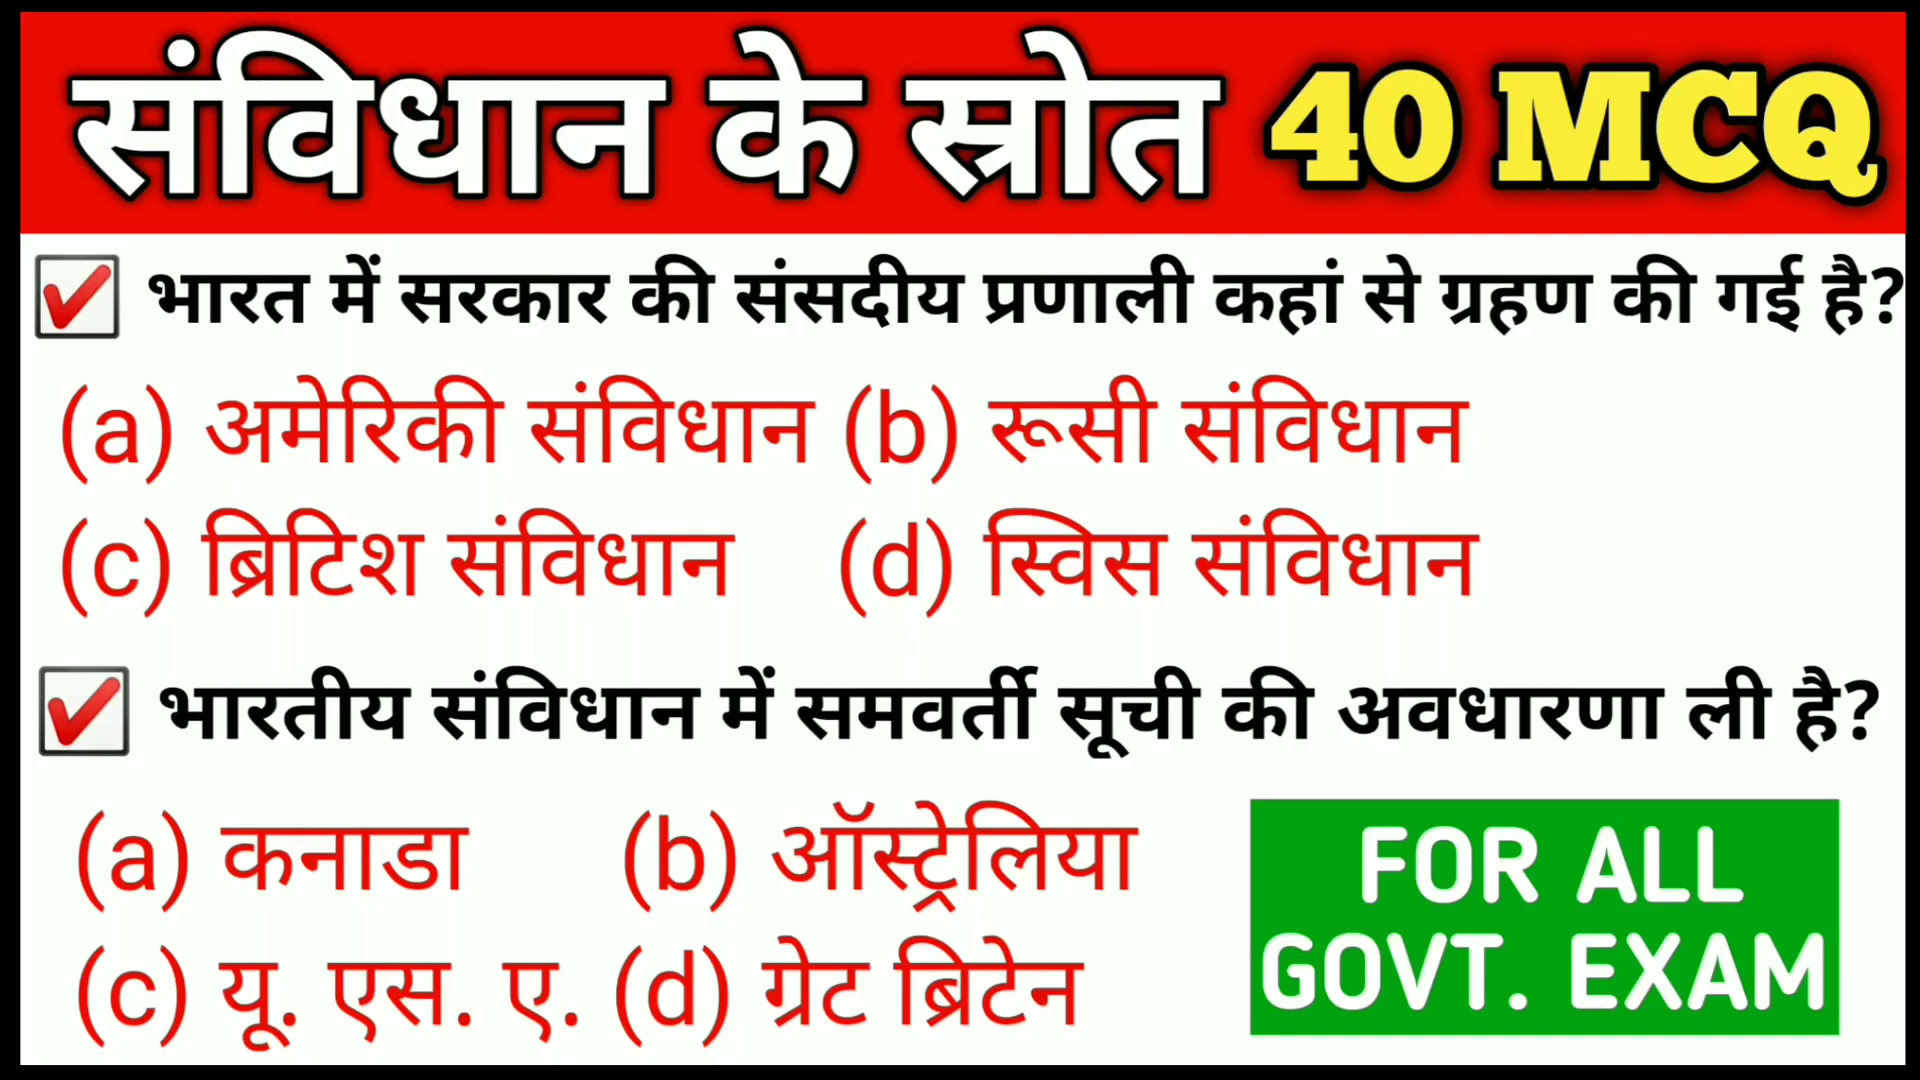 संविधान के स्रोत 40 MCQ
भारत में सरकार की संसदीय प्रणाली कहां से ग्रहण की गई है?
(a) अमेरिकी संविधान (b) रूसी संविधान
(c) ब्रिटिश संविधान (d) स्विस संविधान
भारतीय संविधान में समवर्ती सूची की अवधारणा ली है?
(a) कनाडा (b) ऑस्ट्रेलिया
(c) यू. एस. ए. (d) ग्रेट ब्रिटेन
FOR ALL
GOVT. EXAM